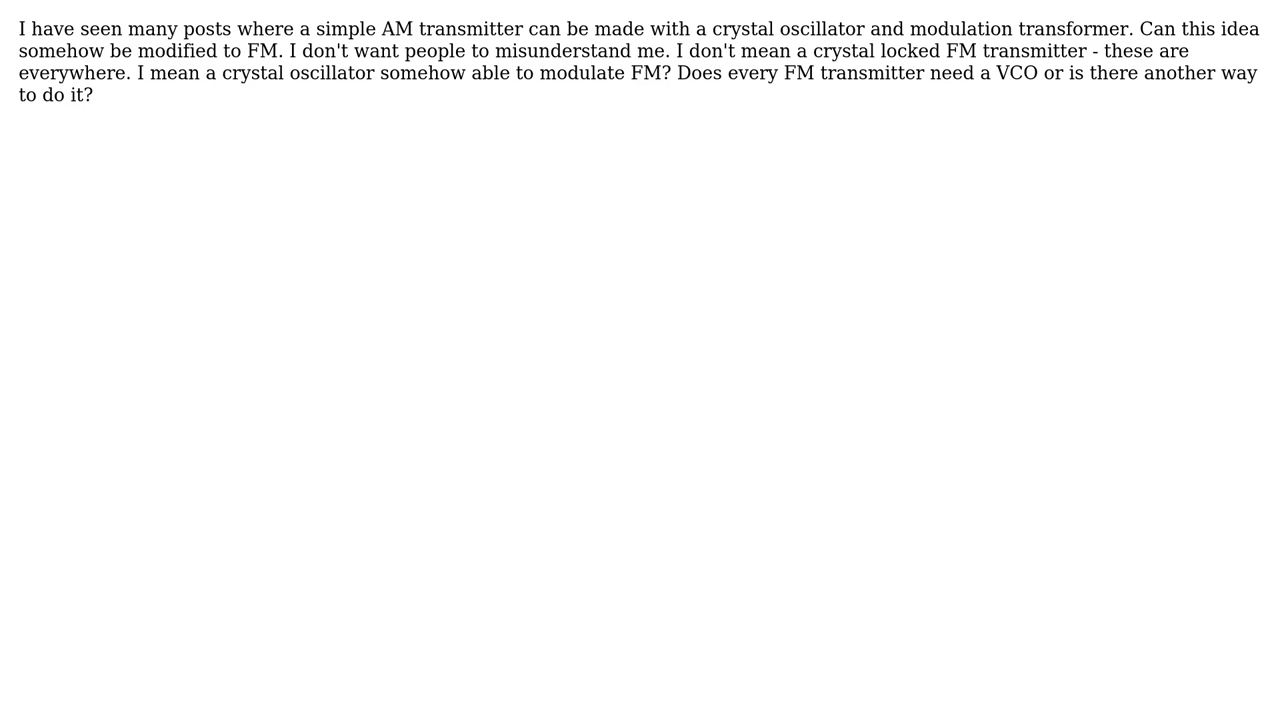 I have seen many posts where a simple AM transmitter can be made with a crystal oscillator and modulation transformer. Can this idea
somehow be modified to FM. I don't want people to misunderstand me. I don't mean a crystal locked FM transmitter - these are
everywhere. I mean a crystal oscillator somehow able to modulate FM? Does every FM transmitter need a VCO or is there another way
to do it?